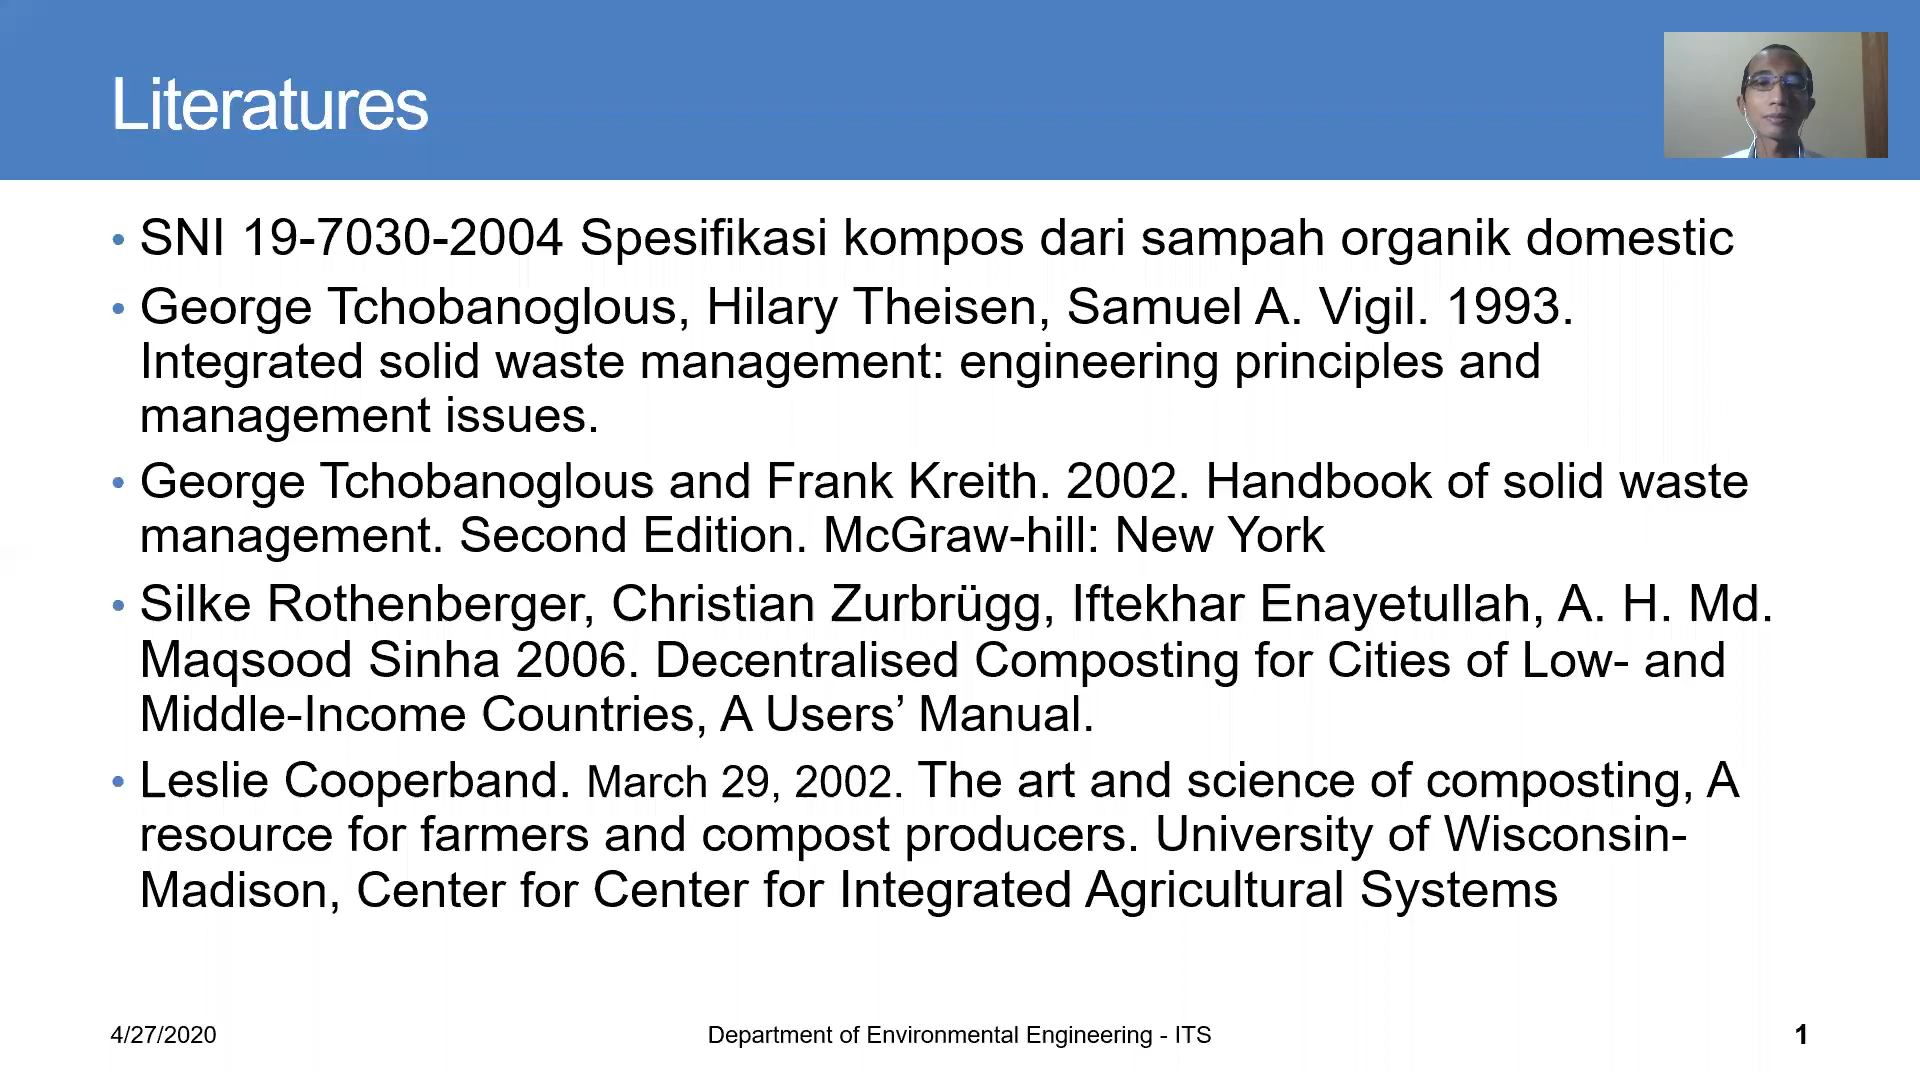 Literatures
• SNI 19-7030-2004 Spesifikasi kompos dari sampah organik domestic
• George Tchobanoglous, Hilary Theisen, Samuel A. Vigil. 1993.
Integrated solid waste management: engineering principles and
management issues.
• George Tchobanoglous and Frank Kreith. 2002. Handbook of solid waste
management. Second Edition. McGraw-hill: New York
• Silke Rothenberger, Christian Zurbrügg, Iftekhar Enayetullah, A. H. Md.
Maqsood Sinha 2006. Decentralised Composting for Cities of Low- and
Middle-Income Countries, A Users’ Manual.
• Leslie Cooperband. March 29, 2002. The art and science of composting, A
resource for farmers and compost producers. University of Wisconsin-
Madison, Center for Center for Integrated Agricultural Systems
4/27/2020
Department of Environmental Engineering - ITS
1